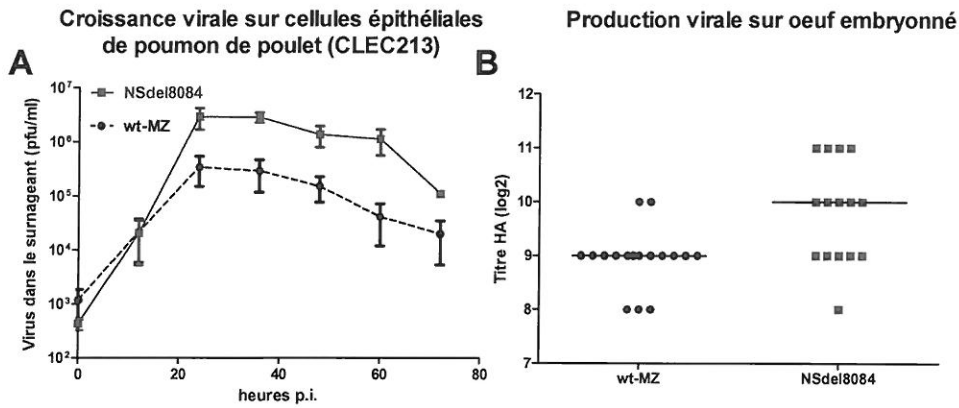 Croissance virale sur cellules épithéliales
de poumon de poulet (CLEC213)
A
Virus dans le surnageant (pfu/ml)
10⁷
10⁶
10⁵
10⁴
10³
10²
NSdel8084
wt-MZ
0
20
40
60
80
heures p.i.
Production virale sur oeuf embryonné
B
Titre HA (log2)
12
11
10
9
8
7
wt-MZ
NSdel8084